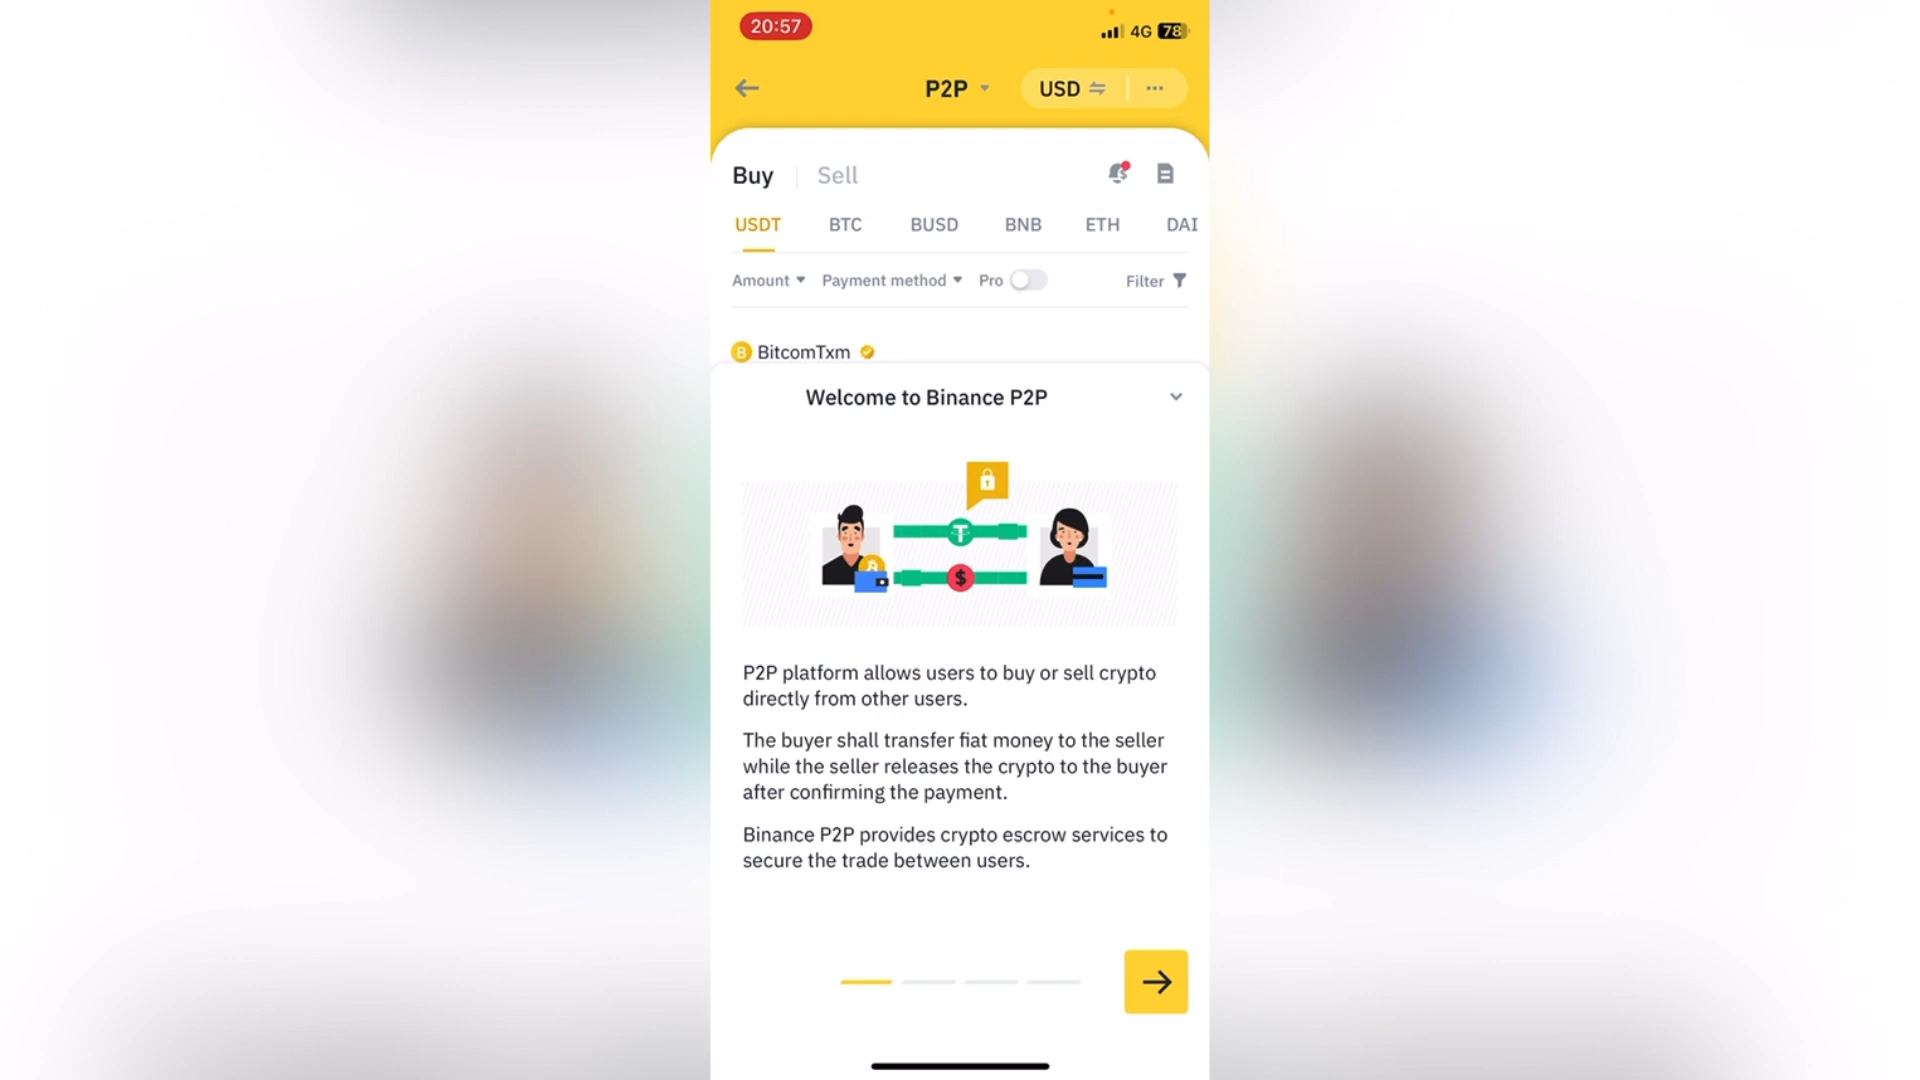 20:57
4G 78
P2P USD ...
Buy Sell
USDT BTC BUSD BNB ETH DAI
Amount Payment method Pro Filter
B BitcomTxm
Welcome to Binance P2P
P2P platform allows users to buy or sell crypto
directly from other users.
The buyer shall transfer fiat money to the seller
while the seller releases the crypto to the buyer
after confirming the payment.
Binance P2P provides crypto escrow services to
secure the trade between users.